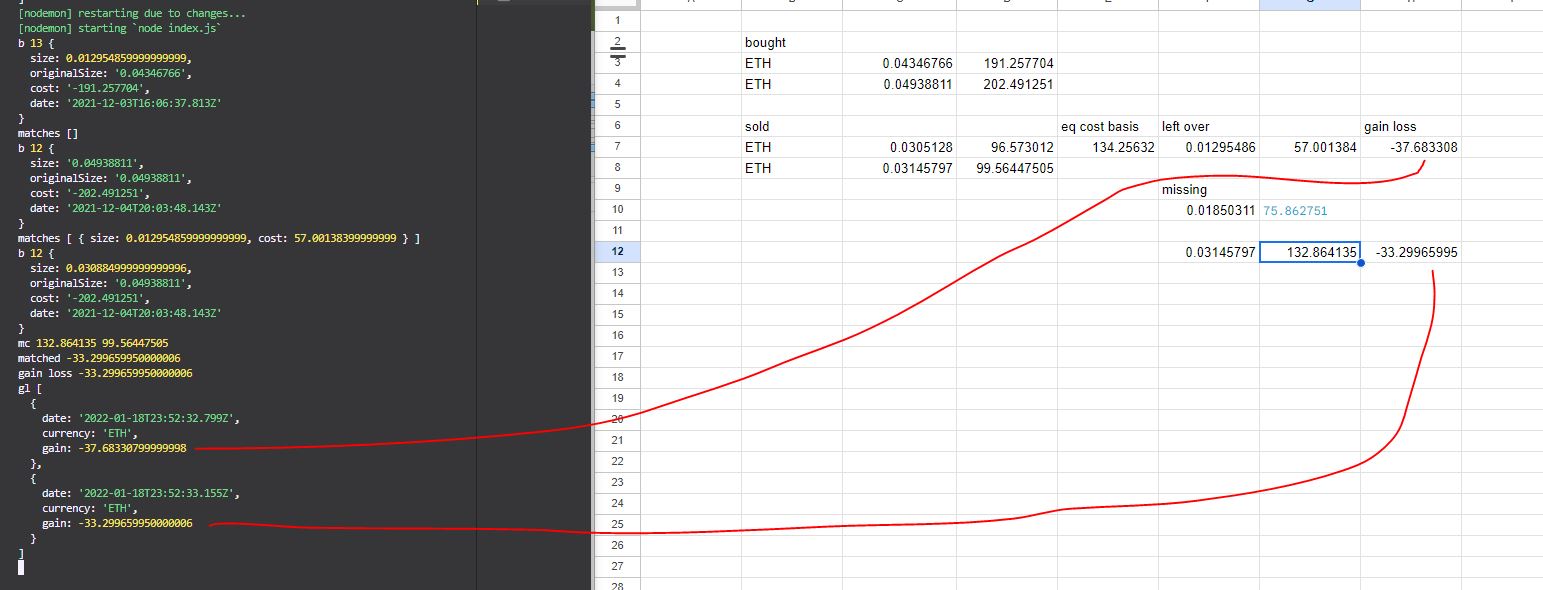 [nodemon] restarting due to changes...
[nodemon] starting `node index.js`
b 13 {
size: 0.012954859999999999,
originalSize: '0.04346766',
cost: '-191.257704',
date: '2021-12-03T16:06:37.813Z'
}
matches []
b 12 {
size: '0.04938811',
originalSize: '0.04938811',
cost: '-202.491251',
date: '2021-12-04T20:03:48.143Z'
}
matches [ { size: 0.012954859999999999, cost: 57.00138399999999 } ]
b 12 {
size: 0.030884999999999996,
originalSize: '0.04938811',
cost: '-202.491251',
date: '2021-12-04T20:03:48.143Z'
}
mc 132.864135 99.56447505
matched -33.299659950000006
gain loss -33.299659950000006
gl [
{
date: '2022-01-18T23:52:32.799Z',
currency: 'ETH',
gain: -37.68330799999998
},
{
date: '2022-01-18T23:52:33.155Z',
currency: 'ETH',
gain: -33.299659950000006
}
]
1
2 bought
3 ETH 0.04346766 191.257704
4 ETH 0.04938811 202.491251
5
6 sold eq cost basis left over gain loss
7 ETH 0.0305128 96.573012 134.25632 0.01295486 57.001384 -37.683308
8 ETH 0.03145797 99.56447505
9 missing
10 0.01850311 75.862751
11
12 0.03145797 132.864135 -33.29965995
13
14
15
16
17
18
19
20
21
22
23
24
25
26
27
28